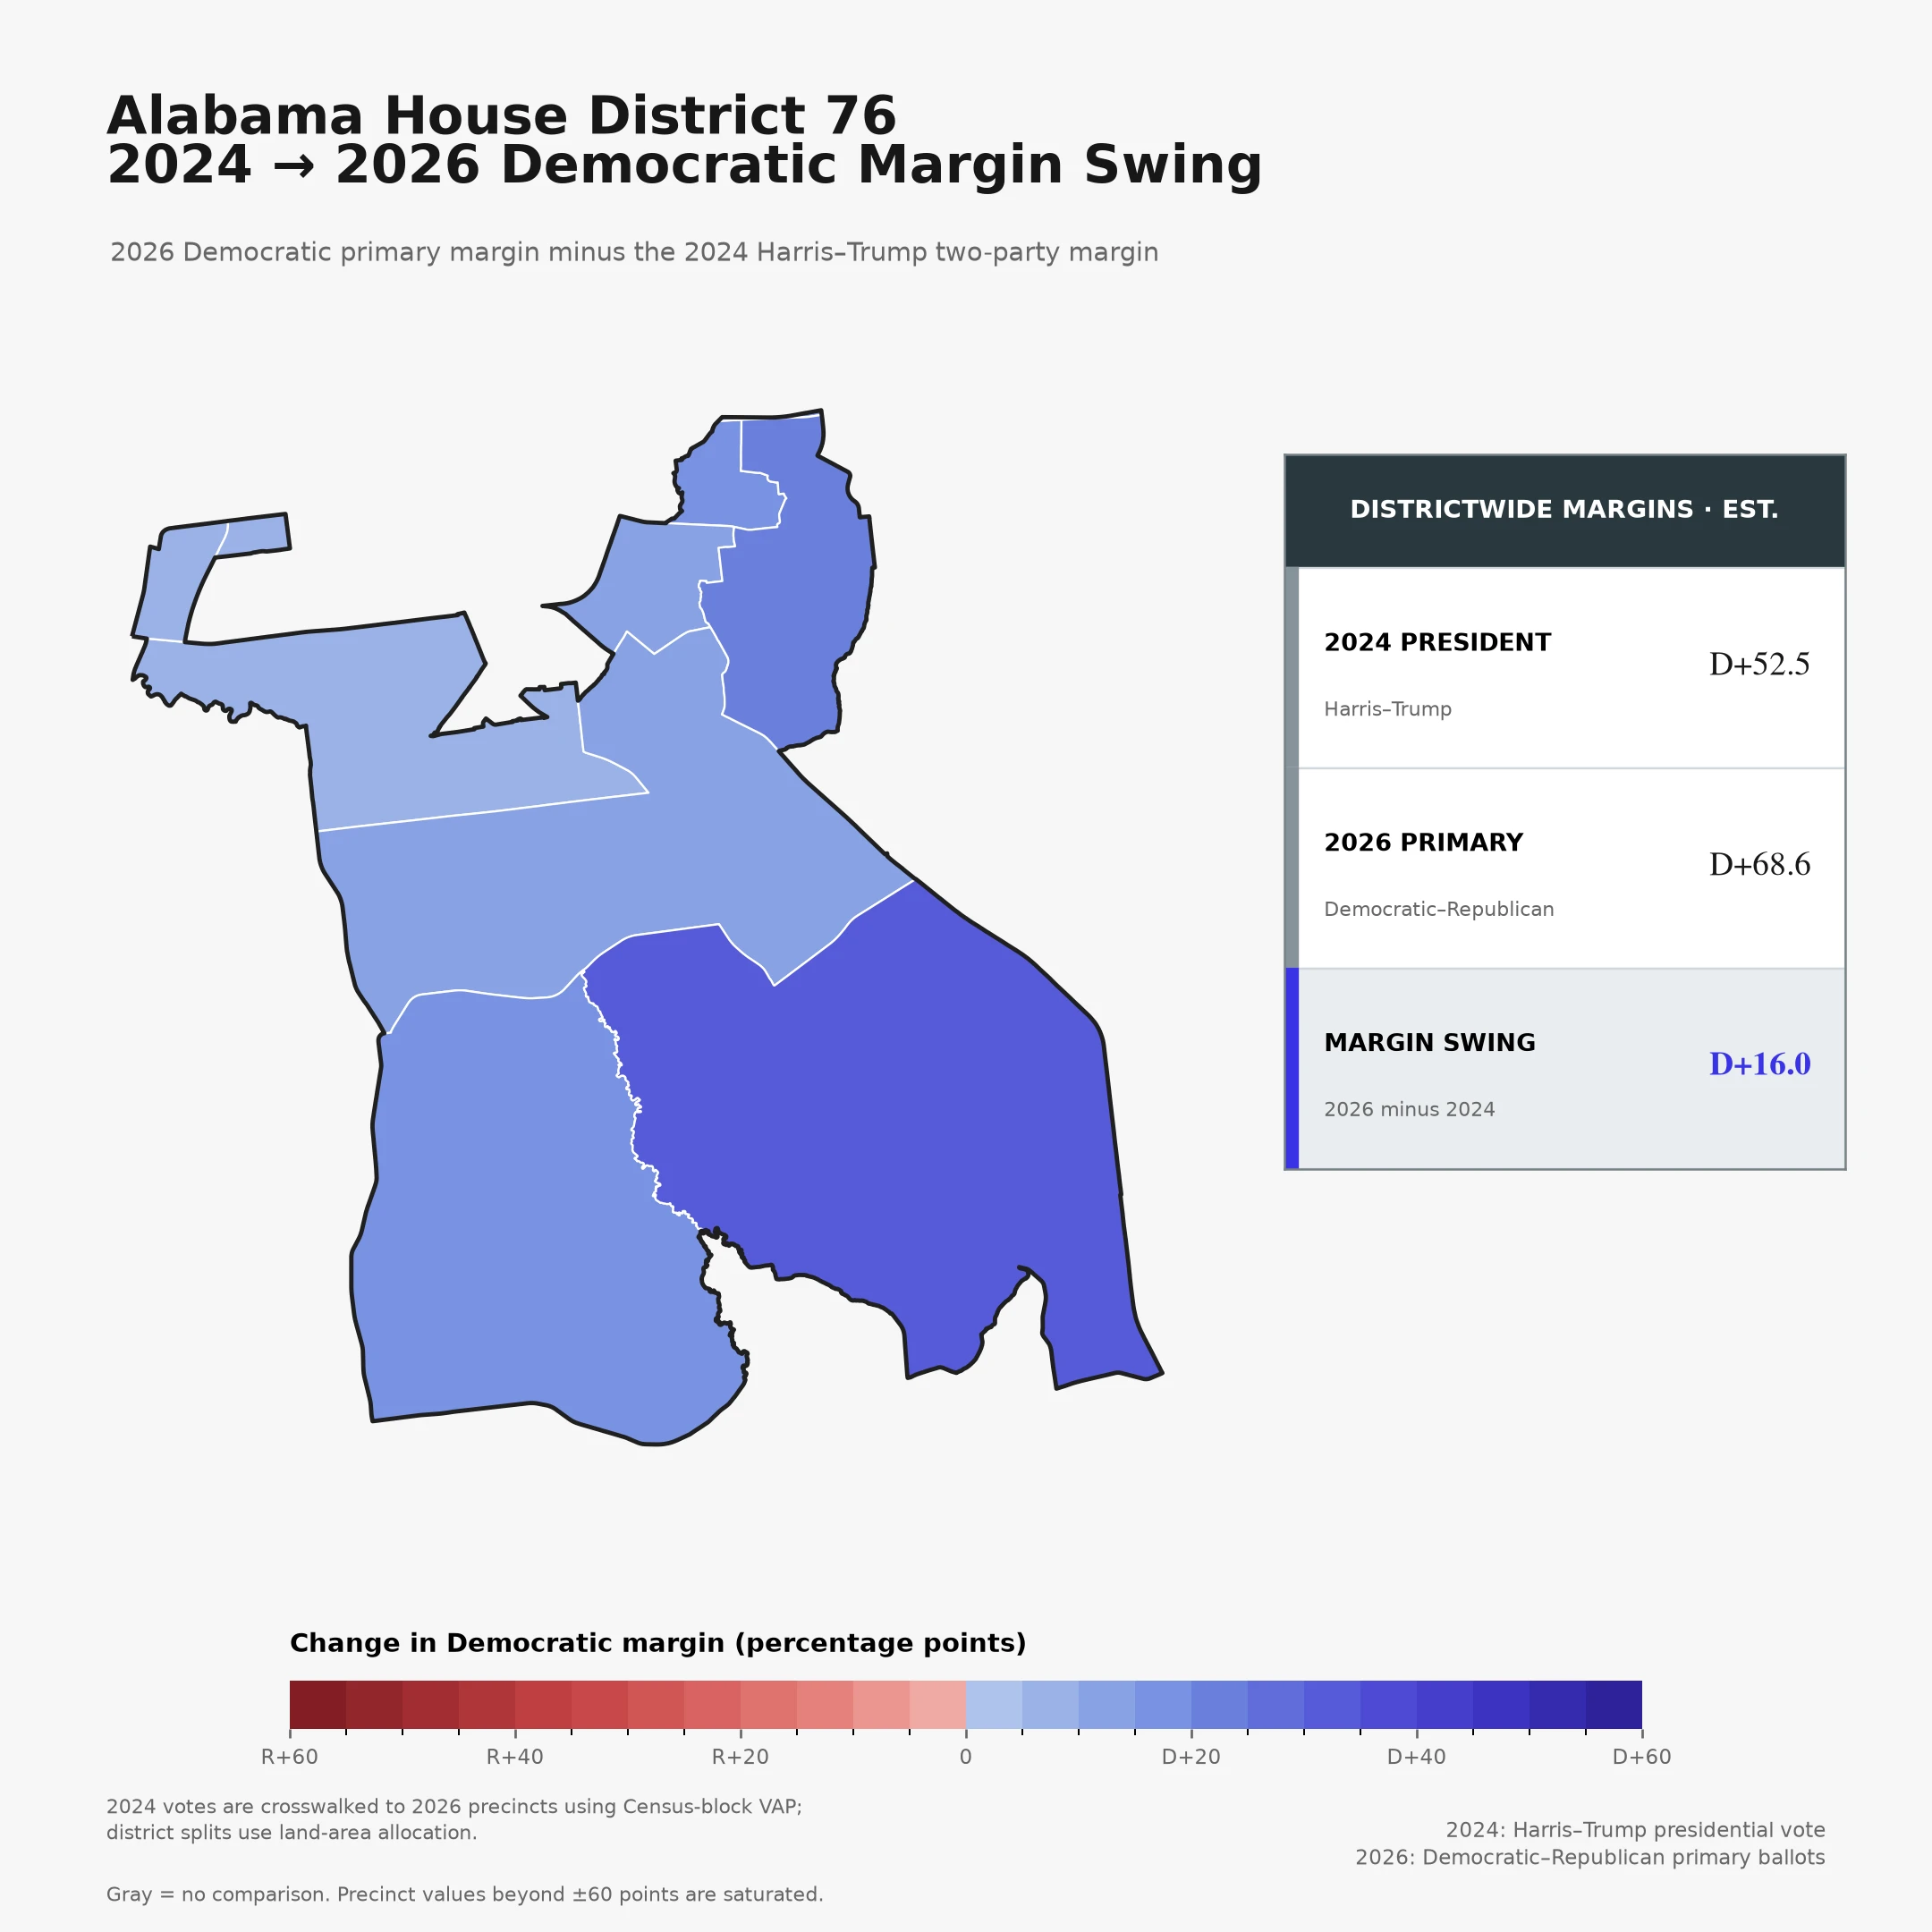 Alabama House District 76
2024 → 2026 Democratic Margin Swing
2026 Democratic primary margin minus the 2024 Harris–Trump two-party margin
DISTRICTWIDE MARGINS · EST.
2024 PRESIDENT
D+52.5
Harris–Trump
2026 PRIMARY
D+68.6
Democratic–Republican
MARGIN SWING
D+16.0
2026 minus 2024
Change in Democratic margin (percentage points)
R+60 R+40 R+20 0 D+20 D+40 D+60
2024 votes are crosswalked to 2026 precincts using Census-block VAP;
district splits use land-area allocation.
Gray = no comparison. Precinct values beyond ±60 points are saturated.
2024: Harris–Trump presidential vote
2026: Democratic–Republican primary ballots